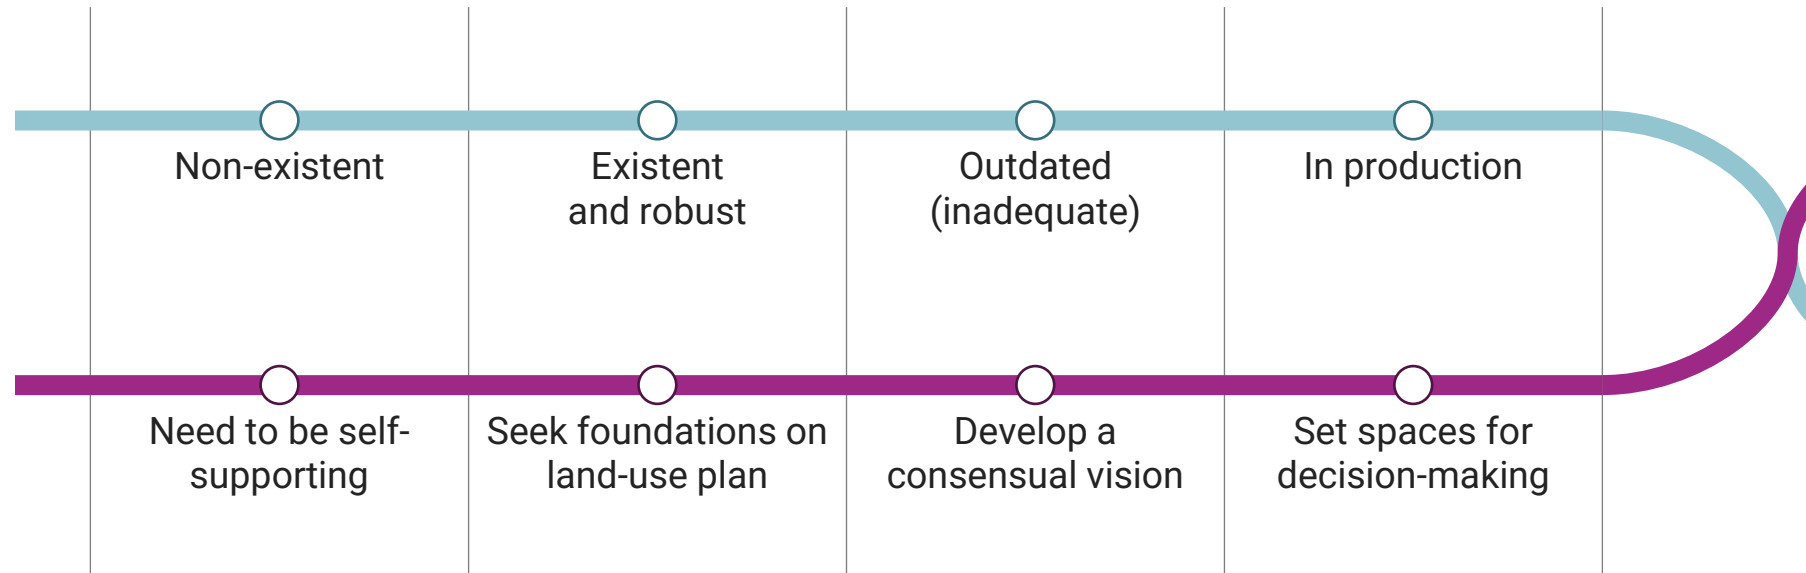 Non-existent
Existent
and robust
Outdated
(inadequate)
In production
Need to be self-
supporting
Seek foundations on
land-use plan
Develop a
consensual vision
Set spaces for
decision-making